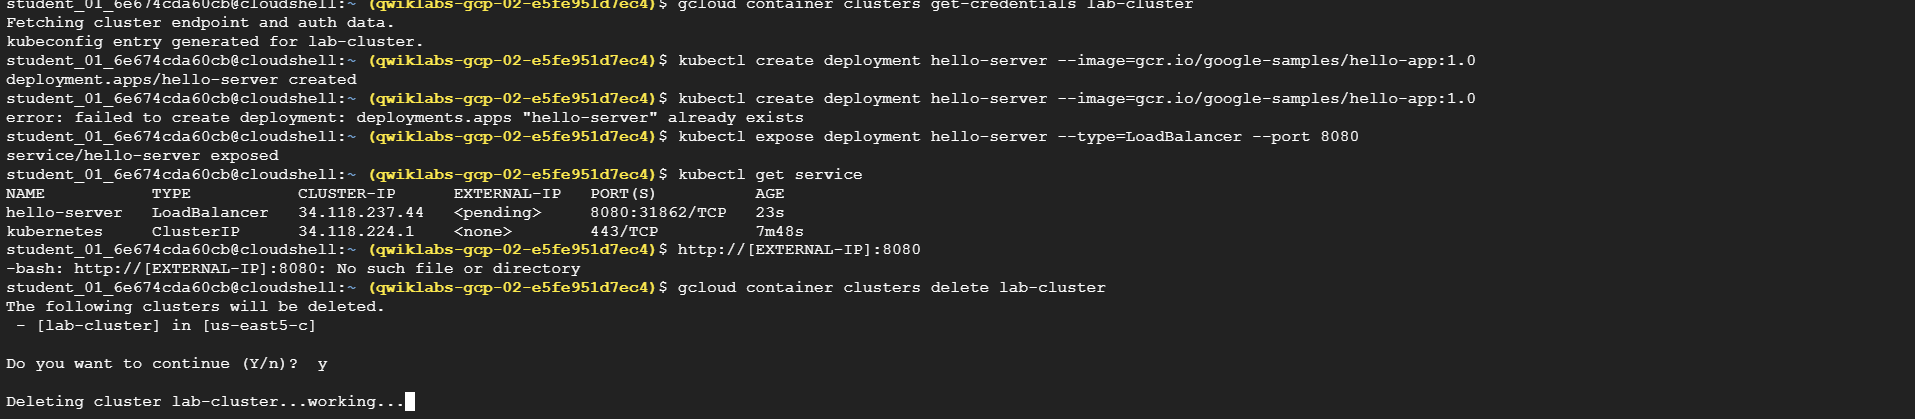 student_01_6e674cda60cb@cloudshell:~ (qwiklabs-gcp-02-e5fe951d7ec4)$ gcloud container clusters get-credentials lab-cluster
Fetching cluster endpoint and auth data.
kubeconfig entry generated for lab-cluster.
student_01_6e674cda60cb@cloudshell:~ (qwiklabs-gcp-02-e5fe951d7ec4)$ kubectl create deployment hello-server --image=gcr.io/google-samples/hello-app:1.0
deployment.apps/hello-server created
student_01_6e674cda60cb@cloudshell:~ (qwiklabs-gcp-02-e5fe951d7ec4)$ kubectl create deployment hello-server --image=gcr.io/google-samples/hello-app:1.0
error: failed to create deployment: deployments.apps "hello-server" already exists
student_01_6e674cda60cb@cloudshell:~ (qwiklabs-gcp-02-e5fe951d7ec4)$ kubectl expose deployment hello-server --type=LoadBalancer --port 8080
service/hello-server exposed
student_01_6e674cda60cb@cloudshell:~ (qwiklabs-gcp-02-e5fe951d7ec4)$ kubectl get service
NAME           TYPE           CLUSTER-IP      EXTERNAL-IP   PORT(S)          AGE
hello-server   LoadBalancer   34.118.237.44   <pending>     8080:31862/TCP   23s
kubernetes     ClusterIP      34.118.224.1    <none>        443/TCP          7m48s
student_01_6e674cda60cb@cloudshell:~ (qwiklabs-gcp-02-e5fe951d7ec4)$ http://[EXTERNAL-IP]:8080
-bash: http://[EXTERNAL-IP]:8080: No such file or directory
student_01_6e674cda60cb@cloudshell:~ (qwiklabs-gcp-02-e5fe951d7ec4)$ gcloud container clusters delete lab-cluster
The following clusters will be deleted.
 - [lab-cluster] in [us-east5-c]
Do you want to continue (Y/n)?  y
Deleting cluster lab-cluster...working...